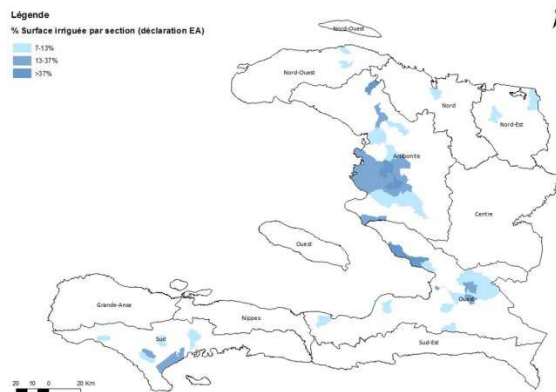 Légende
% Surface irriguée par section (déclaration EA)
7-13%
13-37%
>37%
Nord-Ouest
Nord-Ouest
Nord
Nord-Est
Artibonite
Centre
Ouest
Ouest
Grande-Anse
Nippes
Sud
Sud-Est
20 10 0 20 Km